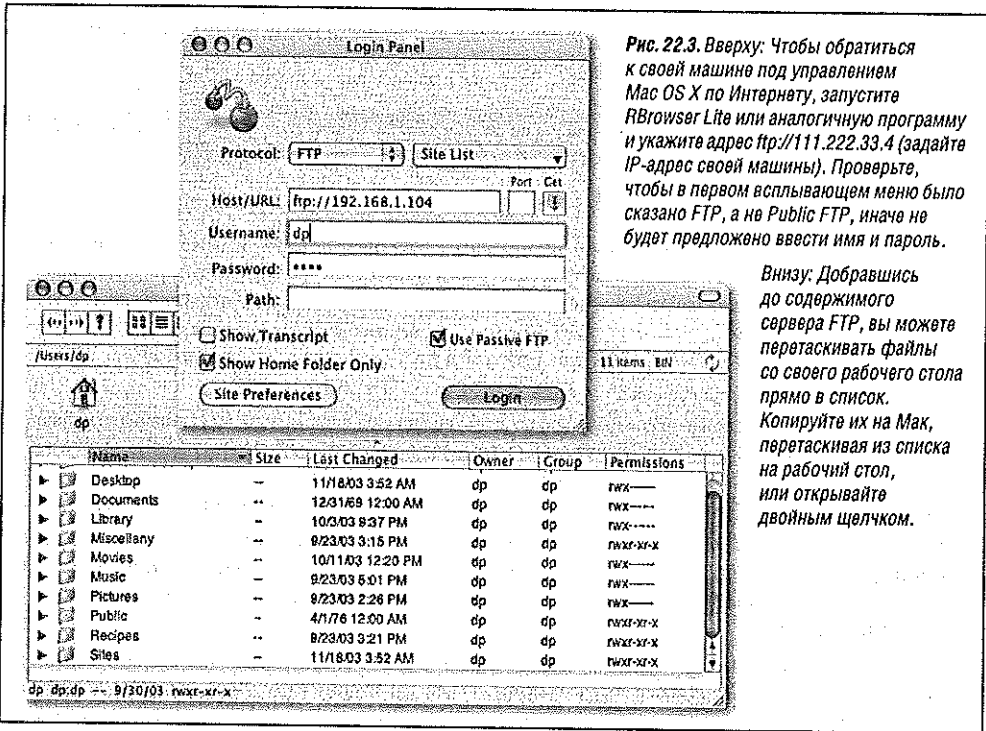 Login Panel
Protocol: FTP Site List
Port Get
Host/URL: ftp://192.168.1.104
Username: dp
Password: ••••
Path:
Show Transcript Use Passive FTP
Show Home Folder Only
Site Preferences Login
/Users/dp
11 items BIN
dp
Name Size Last Changed Owner Group Permissions
Desktop -- 11/18/03 3:52 AM dp dp rwx------
Documents -- 12/31/69 12:00 AM dp dp rwx------
Library -- 10/3/03 9:37 PM dp dp rwx------
Miscellany -- 9/23/03 3:15 PM dp dp rwxr-xr-x
Movies -- 10/11/03 12:20 PM dp dp rwx------
Music -- 9/23/03 5:01 PM dp dp rwx------
Pictures -- 9/23/03 2:26 PM dp dp rwx------
Public -- 4/1/76 12:00 AM dp dp rwxr-xr-x
Recipes -- 9/23/03 3:21 PM dp dp rwxr-xr-x
Sites -- 11/18/03 3:52 AM dp dp rwxr-xr-x
dp dp:dp -- 9/30/03 rwxr-xr-x
Рис. 22.3. Вверху: Чтобы обратиться
к своей машине под управлением
Mac OS X по Интернету, запустите
RBrowser Lite или аналогичную программу
и укажите адрес ftp://111.222.33.4 (задайте
IP-адрес своей машины). Проверьте,
чтобы в первом всплывающем меню было
сказано FTP, а не Public FTP, иначе не
будет предложено ввести имя и пароль.
Внизу: Добравшись
до содержимого
сервера FTP, вы можете
перетаскивать файлы
со своего рабочего стола
прямо в список.
Копируйте их на Мак,
перетаскивая из списка
на рабочий стол,
или открывайте
двойным щелчком.